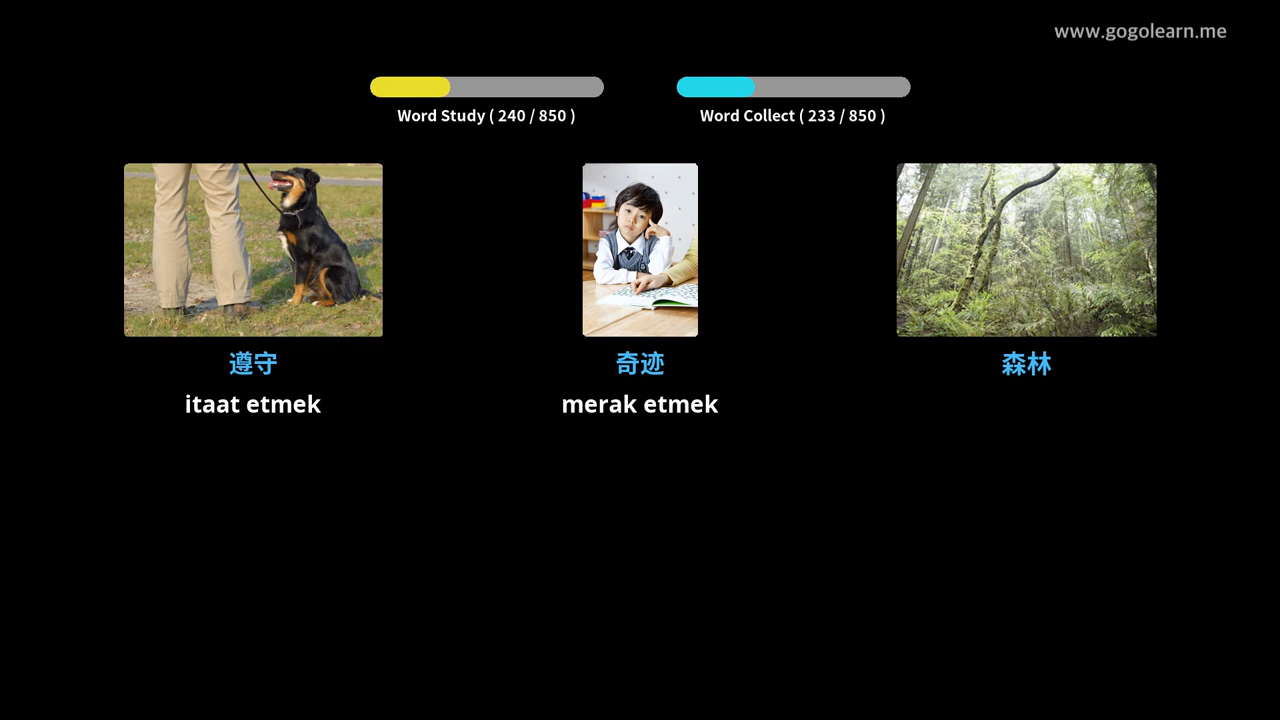 www.gogolearn.me
Word Study ( 240 / 850 )
Word Collect ( 233 / 850 )
遵守
奇迹
森林
itaat etmek
merak etmek